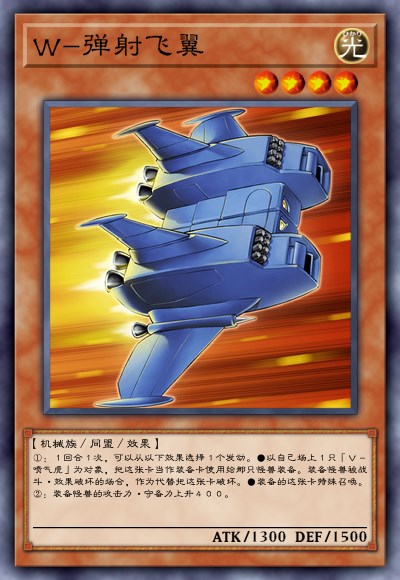 W-弹射飞翼
光
【机械族/同盟/效果】
①：1回合1次，可以从以下效果选择1个发动。●以自己场上1只「V-
喷气虎」为对象，把这张卡当作装备卡使用给那只怪兽装备。装备怪兽被战
斗·效果破坏的场合，作为代替把这张卡破坏。●装备的这张卡特殊召唤。
②：装备怪兽的攻击力·守备力上升４００。
ATK/1300 DEF/1500